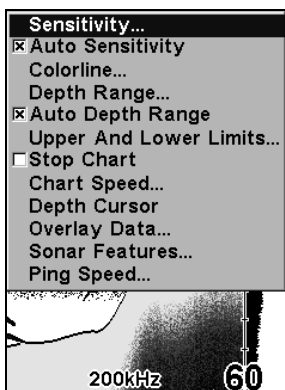 Sensitivity...
Auto Sensitivity
Colorline...
Depth Range...
Auto Depth Range
Upper And Lower Limits...
Stop Chart
Chart Speed...
Depth Cursor
Overlay Data...
Sonar Features...
Ping Speed...
200kHz 60